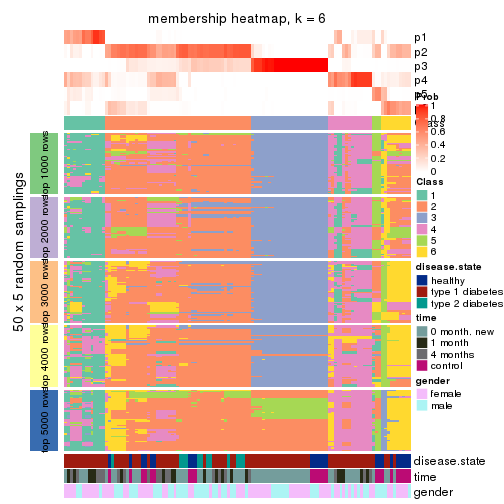 membership heatmap, k = 6
p1
p2
p3
p4
p5
Prob
1
0.8
0.6
0.4
0.2
0
Class
Class
1
2
3
4
5
6
50 x 5 random samplings
top 1000 rows
top 2000 rows
top 3000 rows
top 4000 rows
top 5000 rows
disease.state
healthy
type 1 diabetes
type 2 diabetes
time
0 month. new
1 month
4 months
control
gender
female
male
disease.state
time
gender